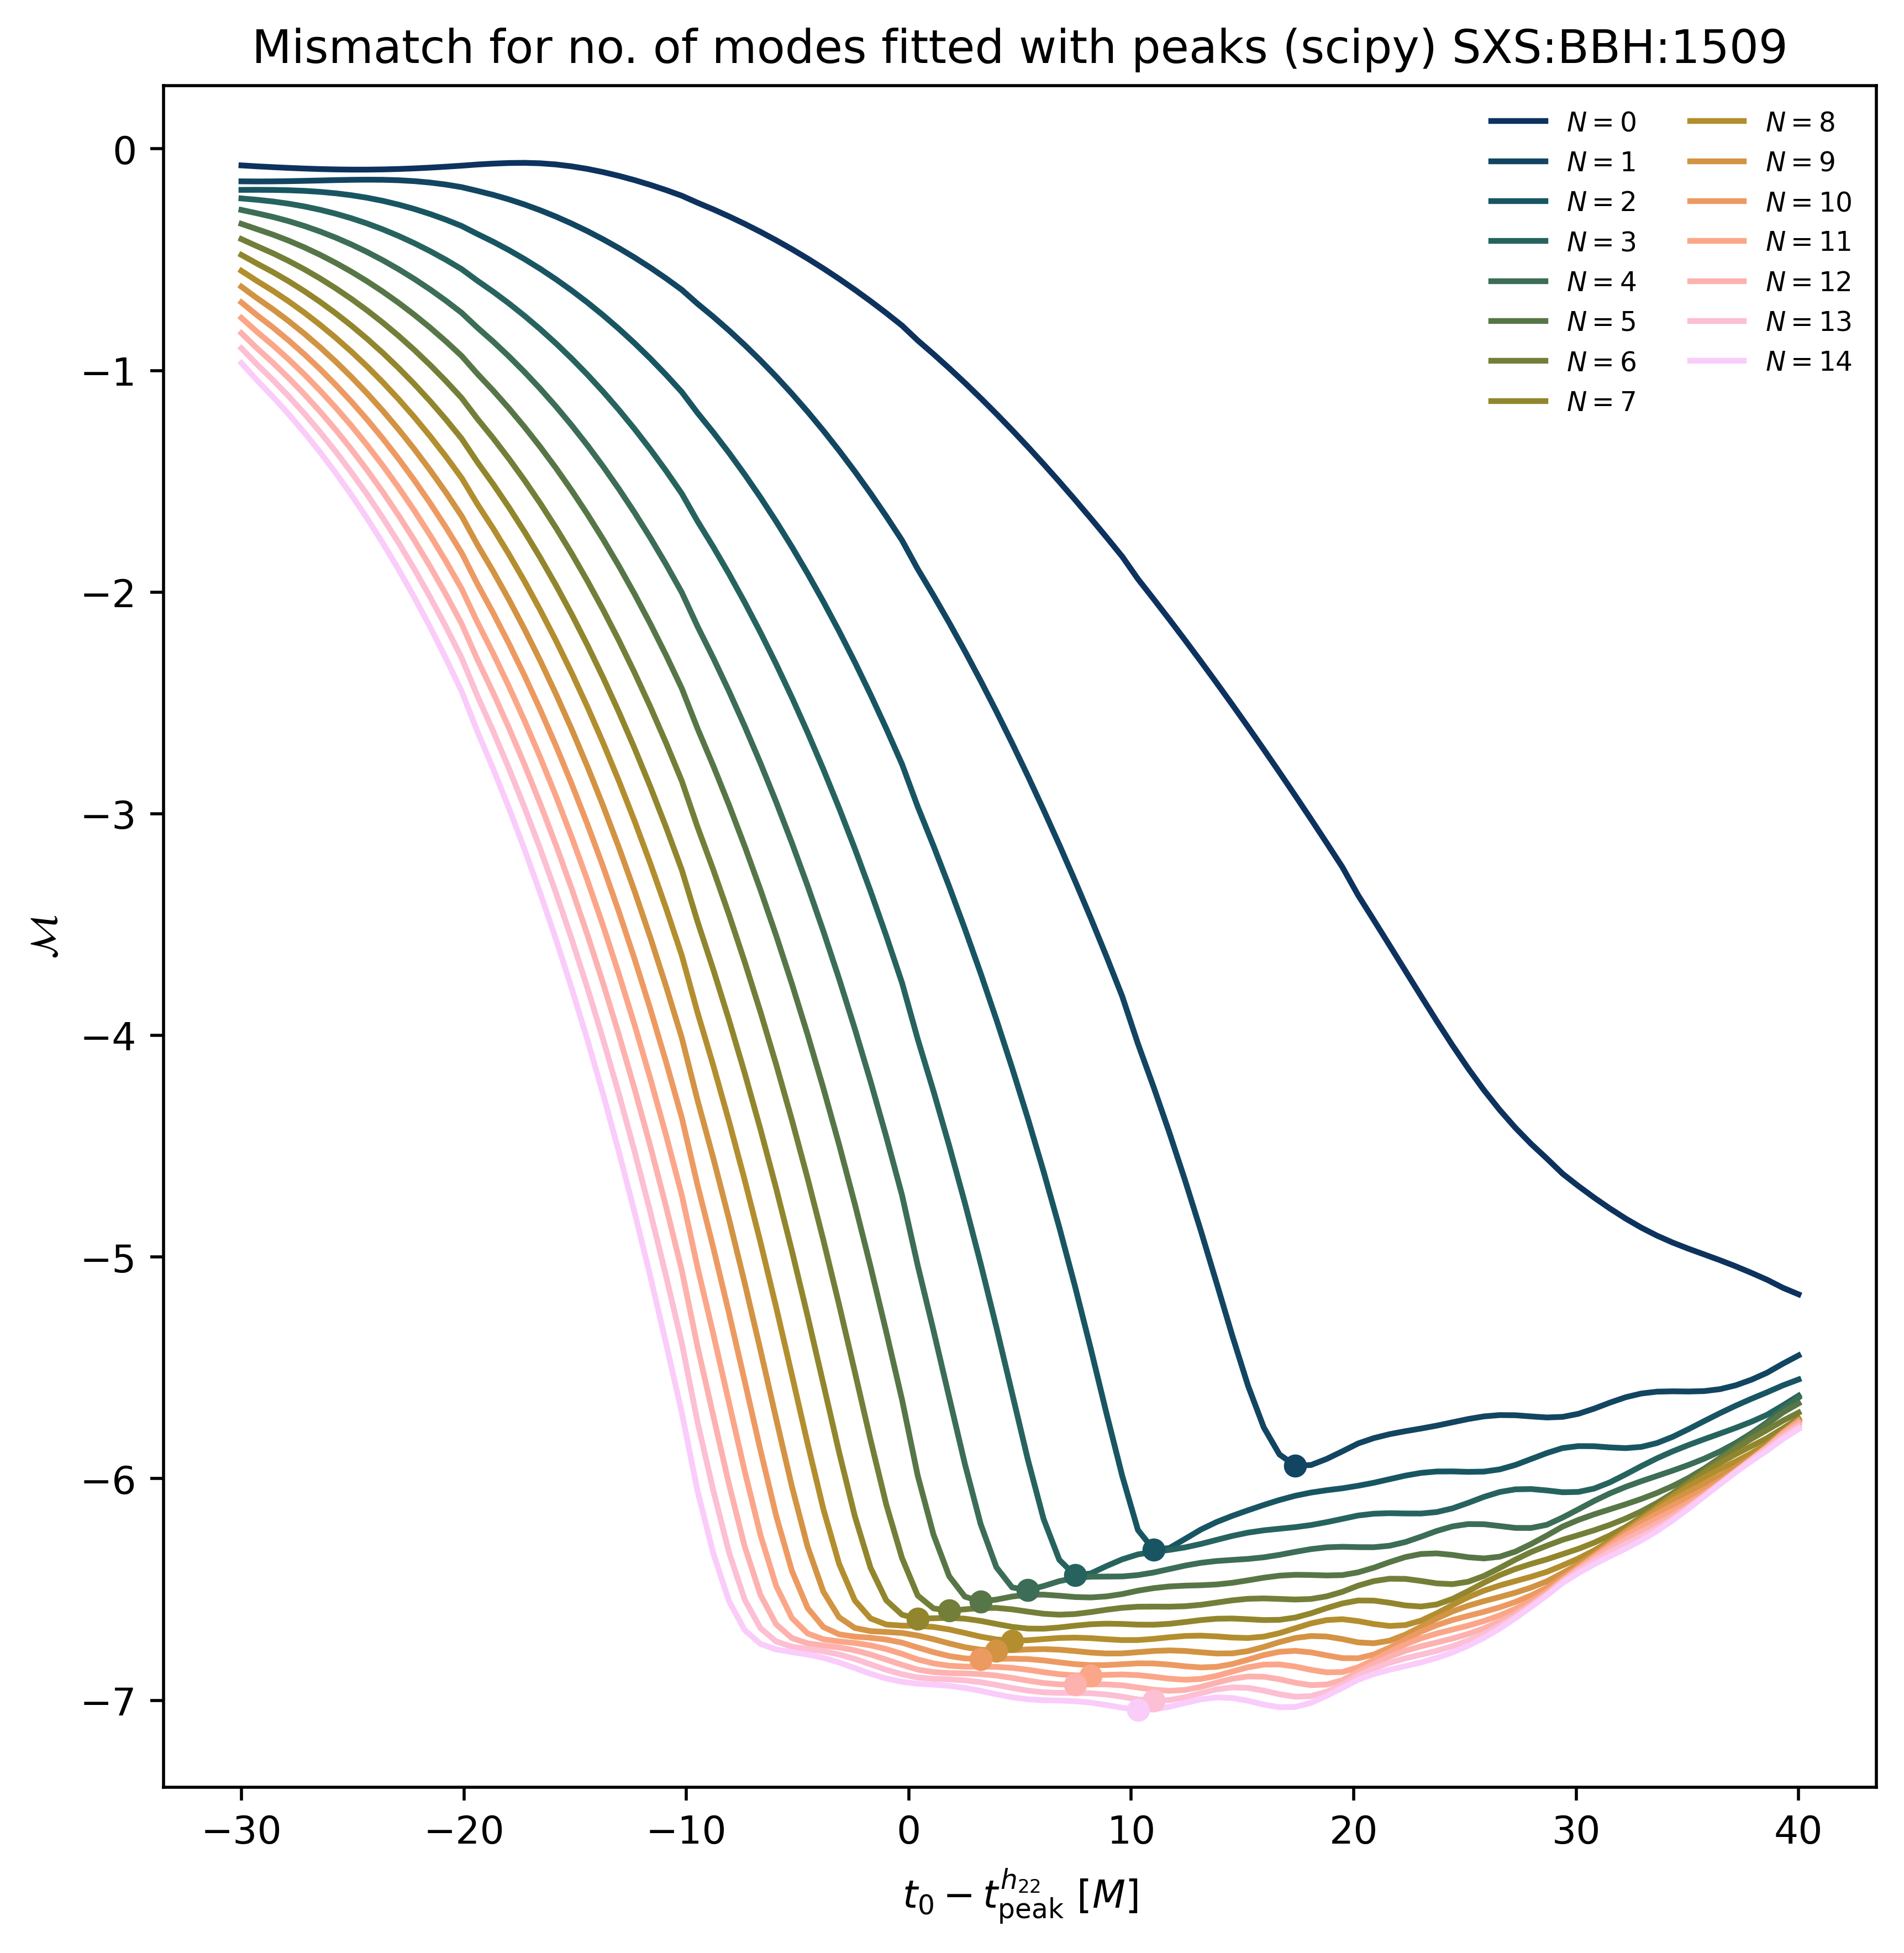 Mismatch for no. of modes fitted with peaks (scipy) SXS:BBH:1509
N = 0
N = 1
N = 2
N = 3
N = 4
N = 5
N = 6
N = 7
N = 8
N = 9
N = 10
N = 11
N = 12
N = 13
N = 14
ℳ
0
−1
−2
−3
−4
−5
−6
−7
−30
−20
−10
0
10
20
30
40
t₀ − t_peak^h₂₂ [M]